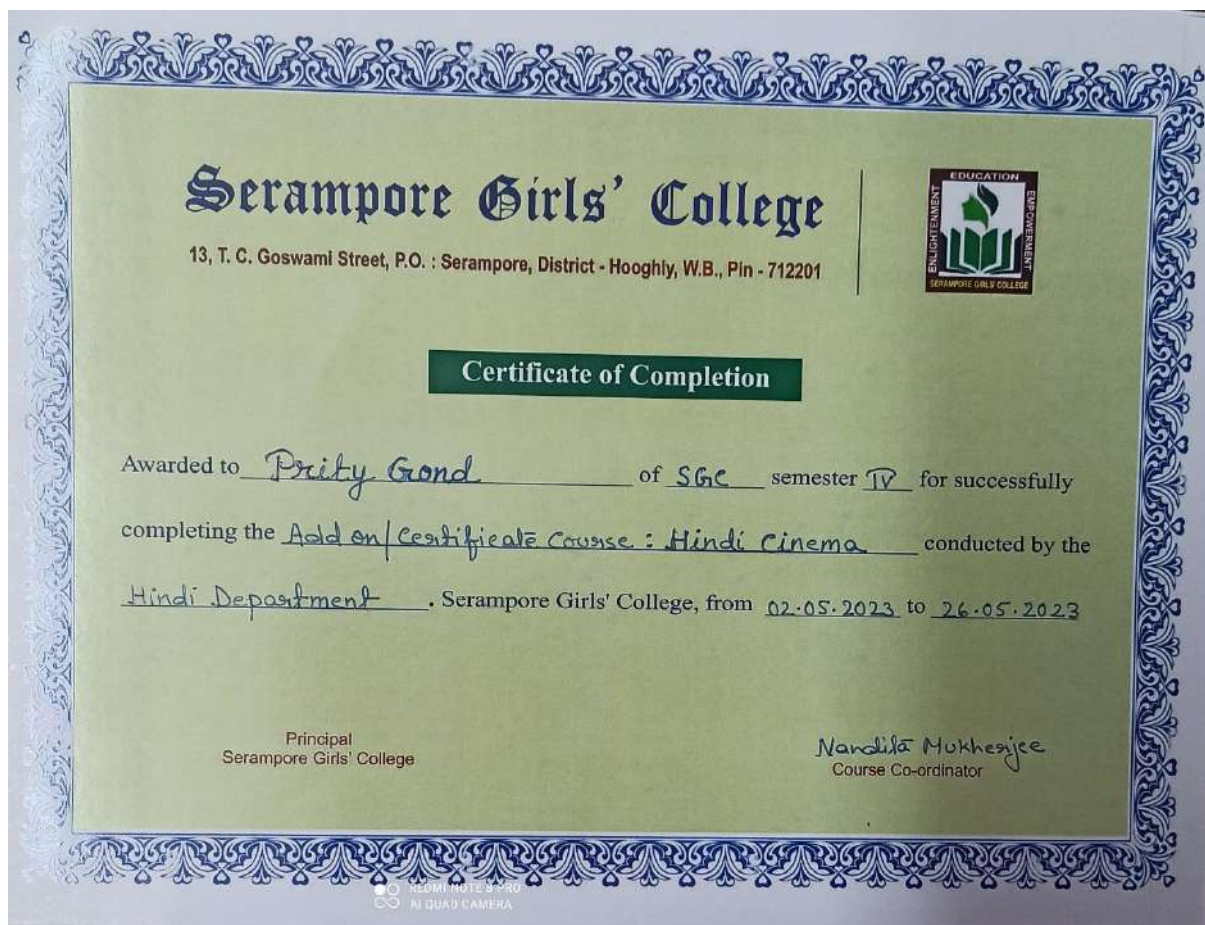 Serampore Girls' College
13, T. C. Goswami Street, P.O. : Serampore, District - Hooghly, W.B., Pin - 712201
EDUCATION
ENLIGHTENMENT
EMPOWERMENT
SERAMPORE GIRLS' COLLEGE
Certificate of Completion
Awarded to Prity Gond of SGC semester IV for successfully
completing the Add on/Certificate Course : Hindi Cinema conducted by the
Hindi Department . Serampore Girls' College, from 02.05.2023 to 26.05.2023
Principal
Serampore Girls' College
Nandita Mukherjee
Course Co-ordinator
REDMI NOTE 8 PRO
AI QUAD CAMERA